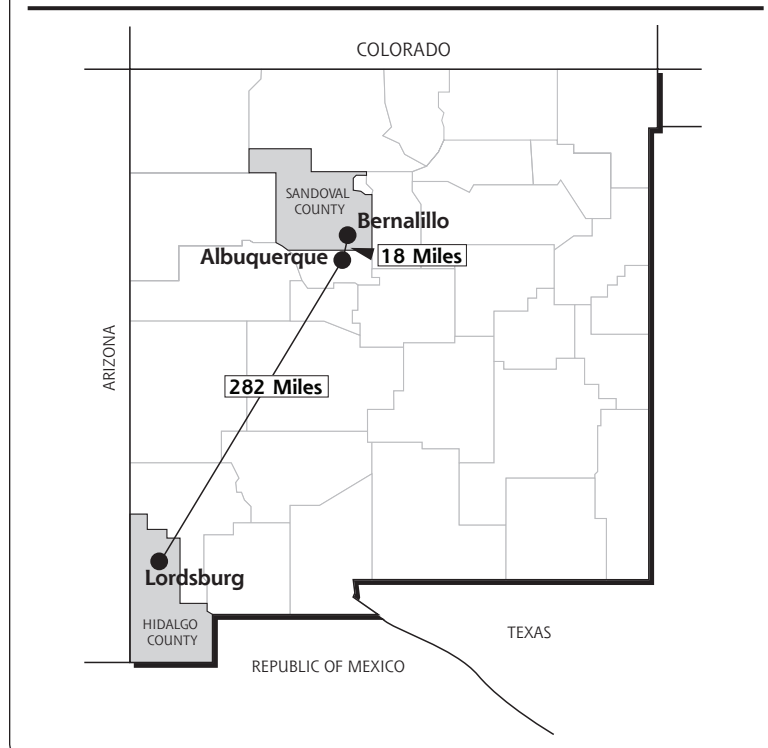 COLORADO
SANDOVAL
COUNTY
Bernalillo
Albuquerque
18 Miles
ARIZONA
282 Miles
Lordsburg
HIDALGO
COUNTY
TEXAS
REPUBLIC OF MEXICO